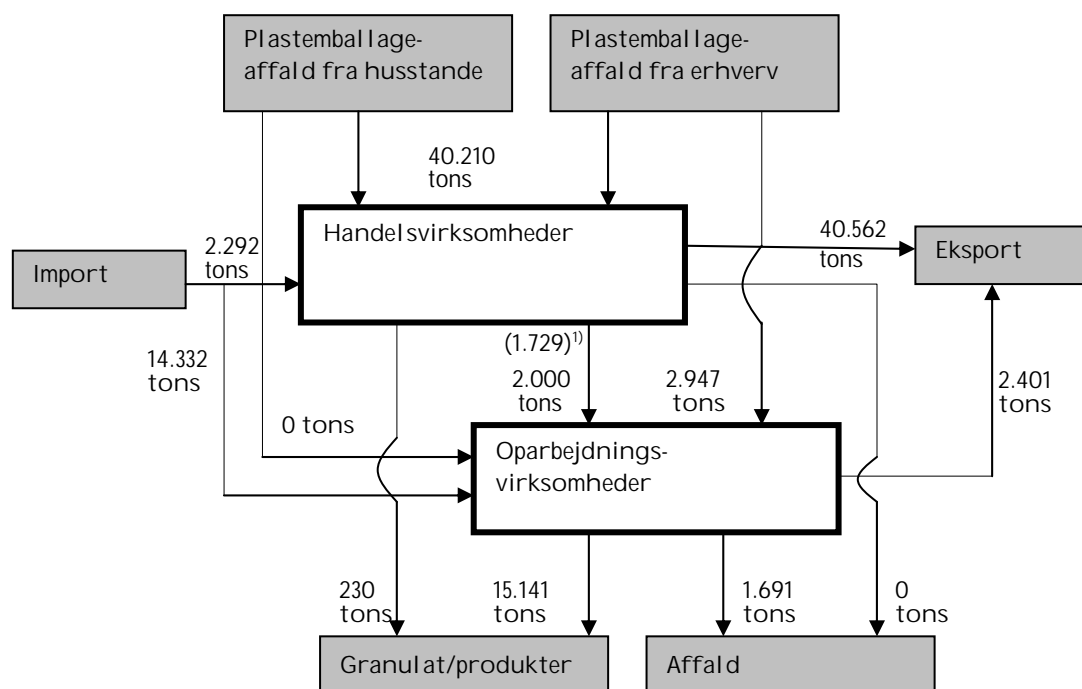 Plastemballage-
affald fra husstande
Plastemballage-
affald fra erhverv
40.210
tons
Handelsvirksomheder
2.292
tons
Import
40.562
tons
Eksport
(1.729)1)
2.000
tons
2.947
tons
14.332
tons
0 tons
2.401
tons
Oparbejdnings-
virksomheder
230
tons
15.141
tons
1.691
tons
0
tons
Granulat/produkter
Affald